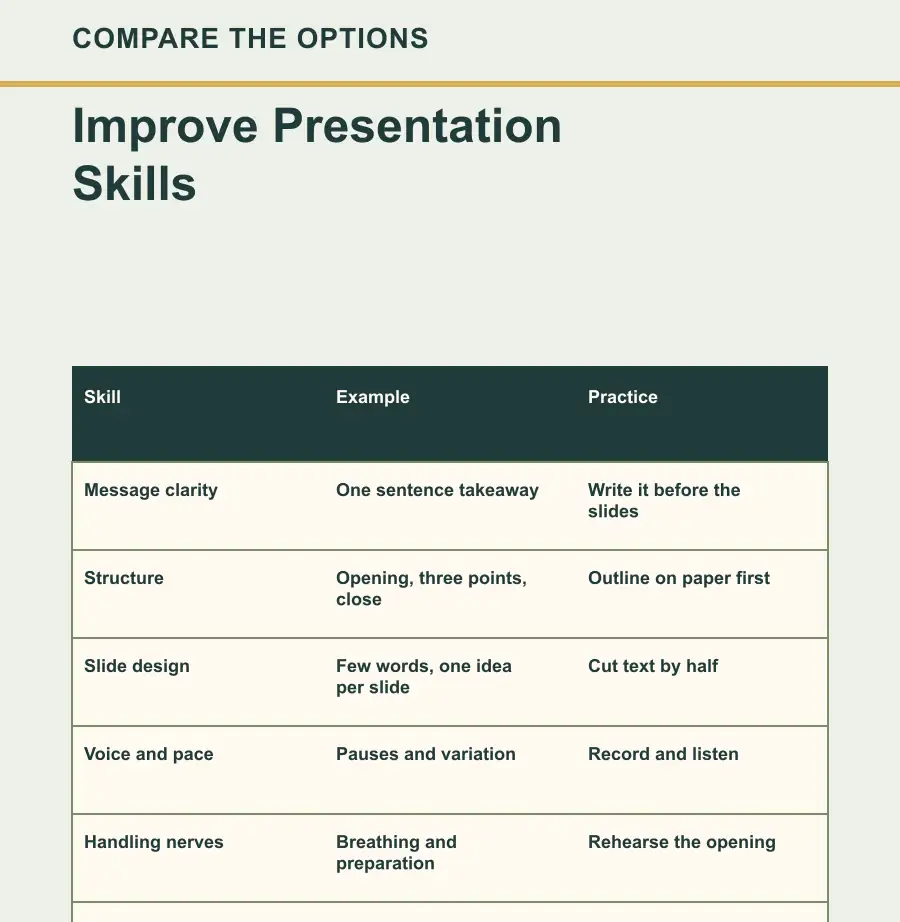 COMPARE THE OPTIONS
Improve Presentation
Skills
Skill Example Practice
Message clarity One sentence takeaway Write it before the
slides
Structure Opening, three points, Outline on paper first
close
Slide design Few words, one idea Cut text by half
per slide
Voice and pace Pauses and variation Record and listen
Handling nerves Breathing and Rehearse the opening
preparation